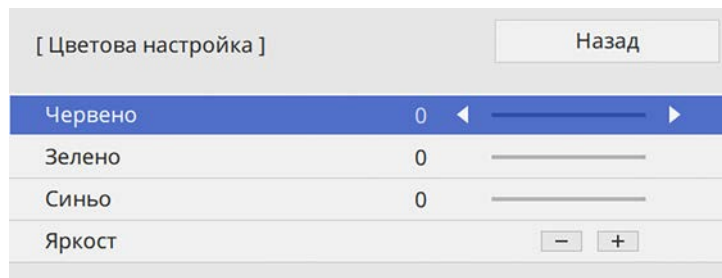 [ Цветова настройка ]
Назад
Червено 0
Зелено 0
Синьо 0
Яркост − +